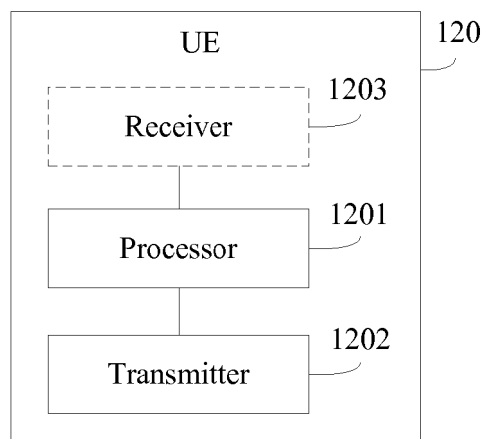 UE
120
1203
Receiver
1201
Processor
1202
Transmitter